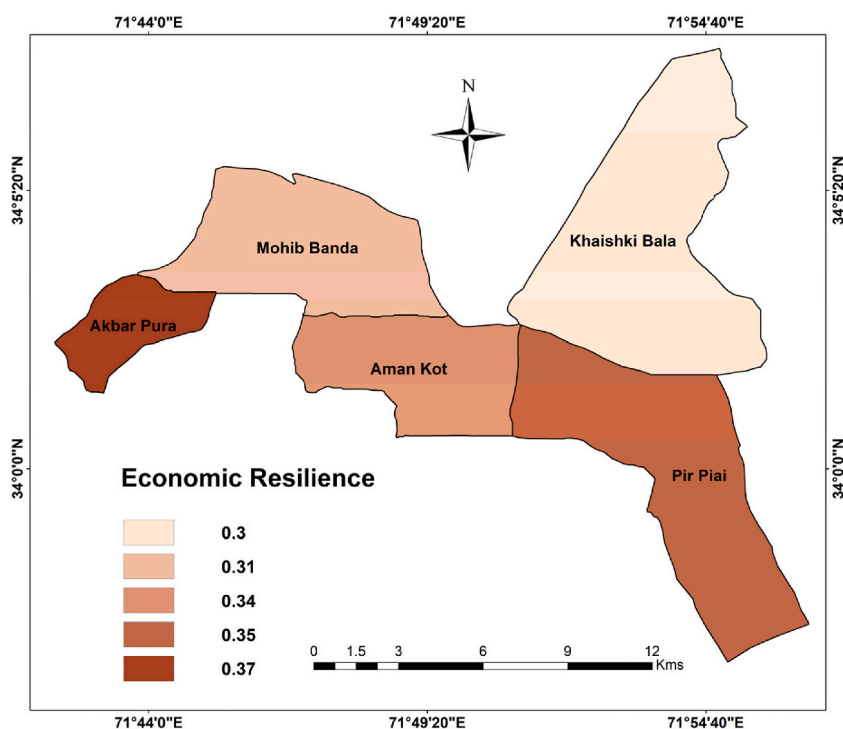 71°44'0"E 71°49'20"E 71°54'40"E
N
34°5'20"N 34°5'20"N
Khaishki Bala
Mohib Banda
Akbar Pura
Aman Kot
34°0'0"N 34°0'0"N
Pir Piai
Economic Resilience
0.3
0.31
0.34
0.35
0.37
0 1.5 3 6 9 12
Kms
71°44'0"E 71°49'20"E 71°54'40"E